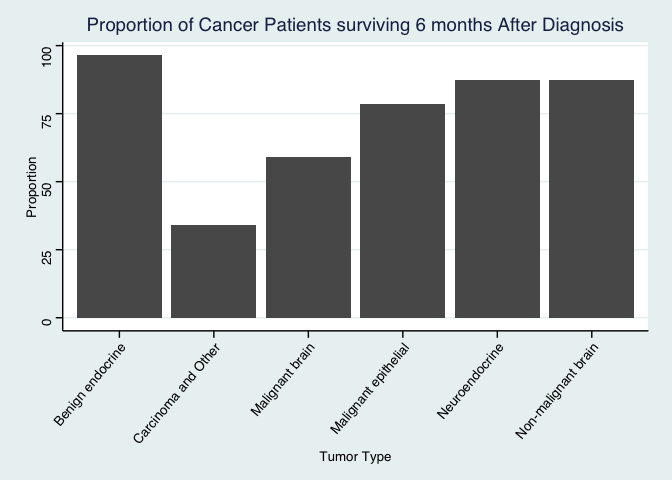 Proportion of Cancer Patients surviving 6 months After Diagnosis
Proportion
100
75
50
25
0
Benign endocrine
Carcinoma and Other
Malignant brain
Malignant epithelial
Neuroendocrine
Non-malignant brain
Tumor Type